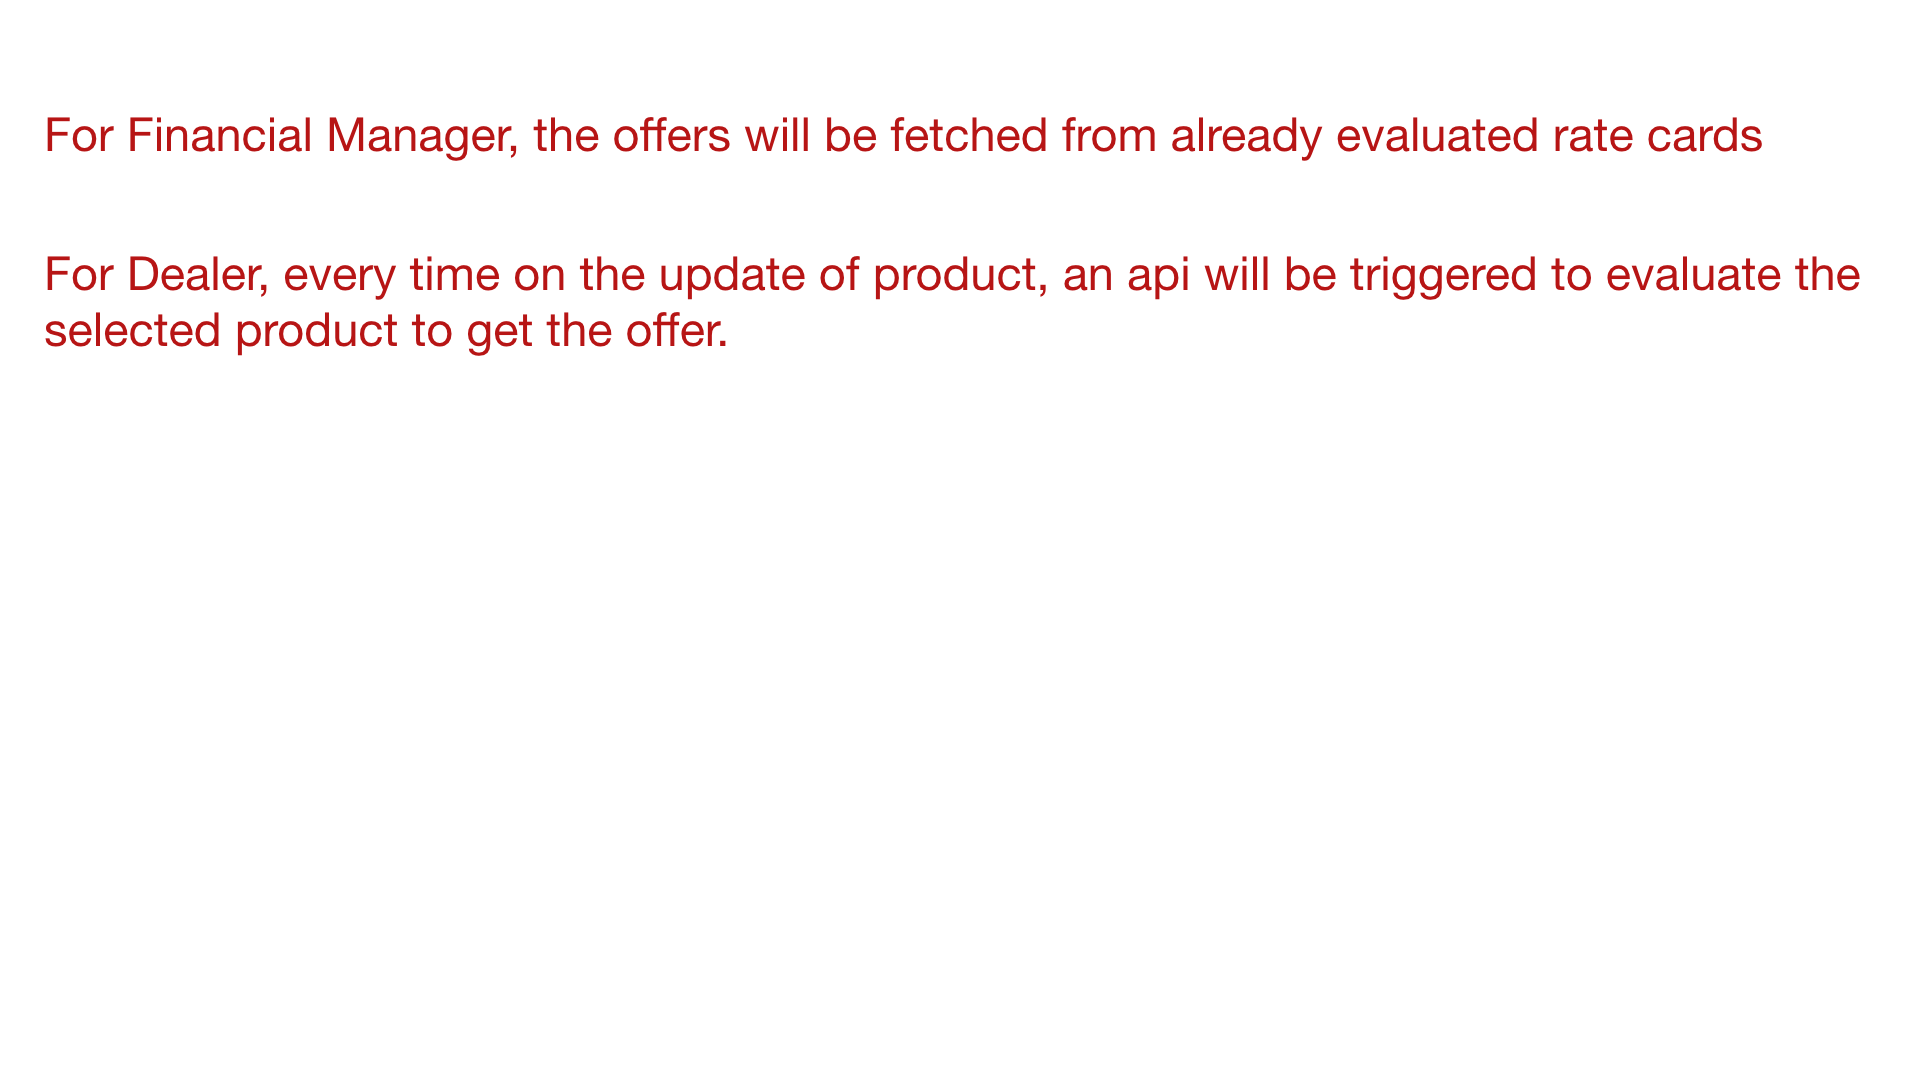 For Financial Manager, the offers will be fetched from already evaluated rate cards
For Dealer, every time on the update of product, an api will be triggered to evaluate the
selected product to get the offer.